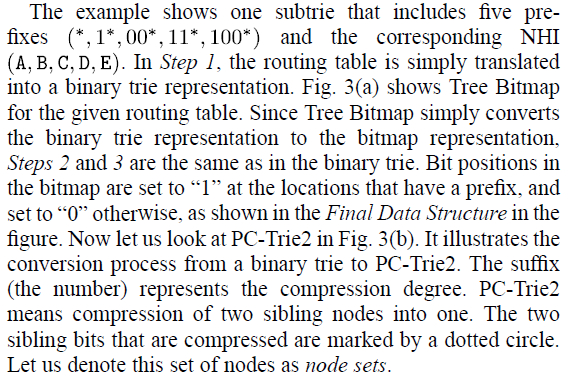 The example shows one subtrie that includes five pre-
fixes (*, 1*, 00*, 11*, 100*) and the corresponding NHI
(A, B, C, D, E). In Step 1, the routing table is simply translated
into a binary trie representation. Fig. 3(a) shows Tree Bitmap
for the given routing table. Since Tree Bitmap simply converts
the binary trie representation to the bitmap representation,
Steps 2 and 3 are the same as in the binary trie. Bit positions in
the bitmap are set to “1” at the locations that have a prefix, and
set to “0” otherwise, as shown in the Final Data Structure in the
figure. Now let us look at PC-Trie2 in Fig. 3(b). It illustrates the
conversion process from a binary trie to PC-Trie2. The suffix
(the number) represents the compression degree. PC-Trie2
means compression of two sibling nodes into one. The two
sibling bits that are compressed are marked by a dotted circle.
Let us denote this set of nodes as node sets.